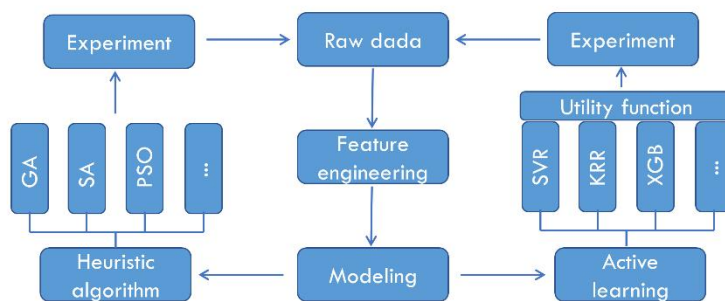 Experiment
Raw dada
Experiment
Utility function
GA
SA
PSO
...
Feature
engineering
SVR
KRR
XGB
...
Heuristic
algorithm
Modeling
Active
learning